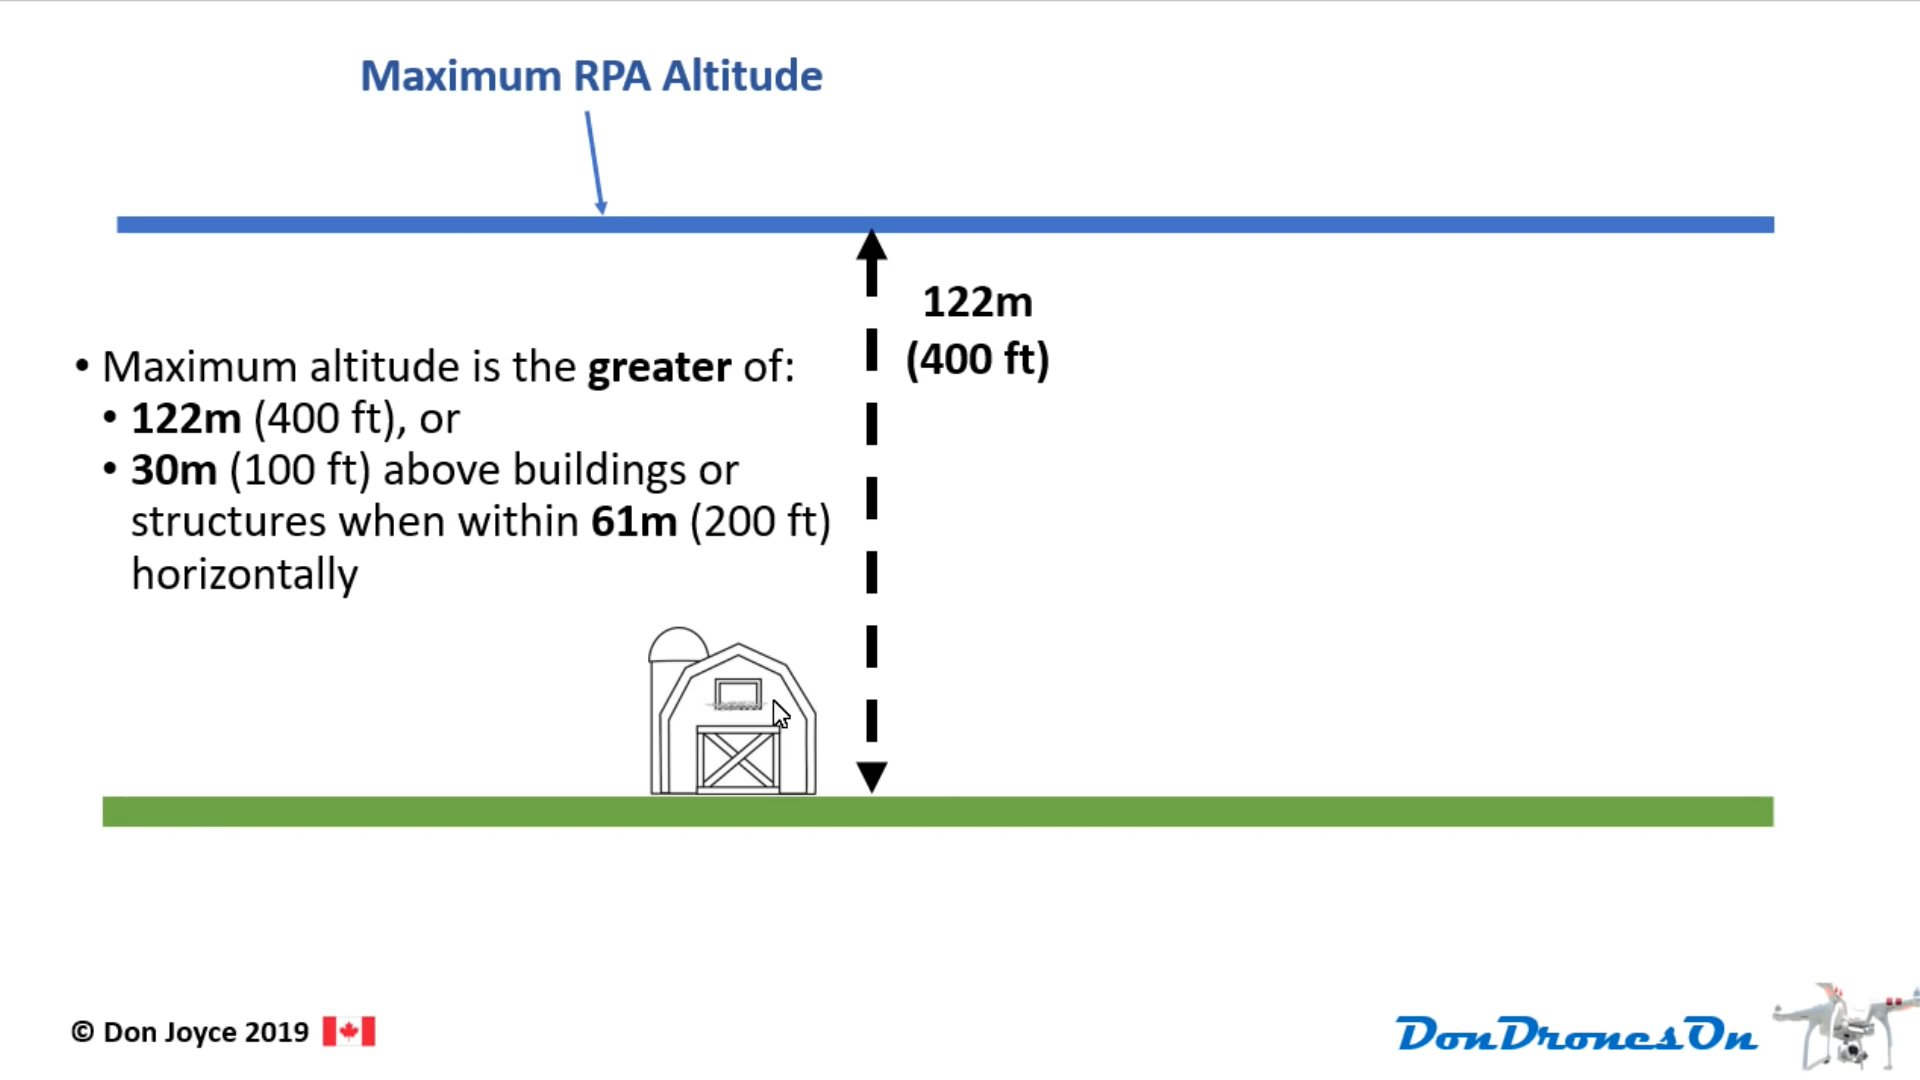 Maximum RPA Altitude
122m
(400 ft)
• Maximum altitude is the greater of:
• 122m (400 ft), or
• 30m (100 ft) above buildings or
structures when within 61m (200 ft)
horizontally
© Don Joyce 2019
DonDronesOn